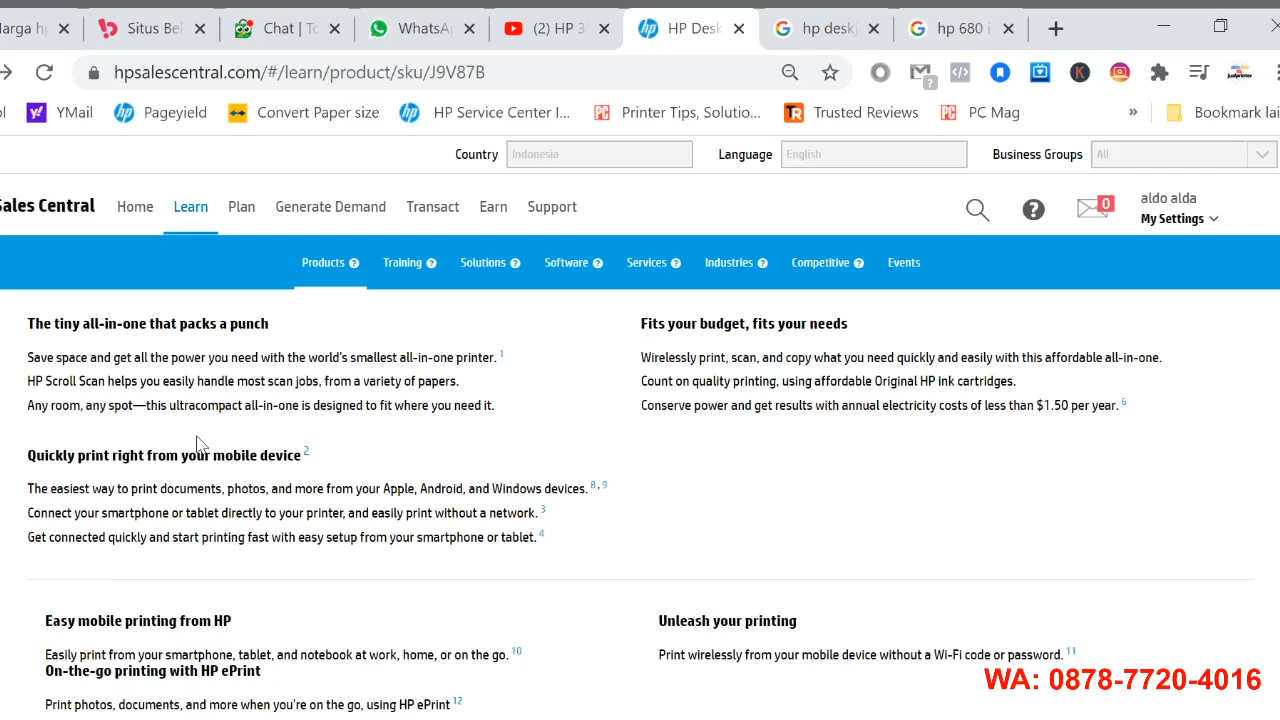 Situs Bel
Chat | To
WhatsAp
(2) HP 3
HP Desk
hp deskj
hp 680 i
hpsalescentral.com/#/learn/product/sku/J9V87B
YMail
Pageyield
Convert Paper size
HP Service Center I...
Printer Tips, Solutio...
Trusted Reviews
PC Mag
»
Bookmark lai
Country
Indonesia
Language
English
Business Groups
All
Sales Central
Home
Learn
Plan
Generate Demand
Transact
Earn
Support
0
aldo alda
My Settings
Products
Training
Solutions
Software
Services
Industries
Competitive
Events
The tiny all-in-one that packs a punch
Save space and get all the power you need with the world's smallest all-in-one printer. 1
HP Scroll Scan helps you easily handle most scan jobs, from a variety of papers.
Any room, any spot—this ultracompact all-in-one is designed to fit where you need it.
Fits your budget, fits your needs
Wirelessly print, scan, and copy what you need quickly and easily with this affordable all-in-one.
Count on quality printing, using affordable Original HP ink cartridges.
Conserve power and get results with annual electricity costs of less than $1.50 per year. 6
Quickly print right from your mobile device 2
The easiest way to print documents, photos, and more from your Apple, Android, and Windows devices. 8,9
Connect your smartphone or tablet directly to your printer, and easily print without a network. 3
Get connected quickly and start printing fast with easy setup from your smartphone or tablet. 4
Easy mobile printing from HP
Easily print from your smartphone, tablet, and notebook at work, home, or on the go. 10
On-the-go printing with HP ePrint
Print photos, documents, and more when you're on the go, using HP ePrint 12
Unleash your printing
Print wirelessly from your mobile device without a Wi-Fi code or password. 11
WA: 0878-7720-4016